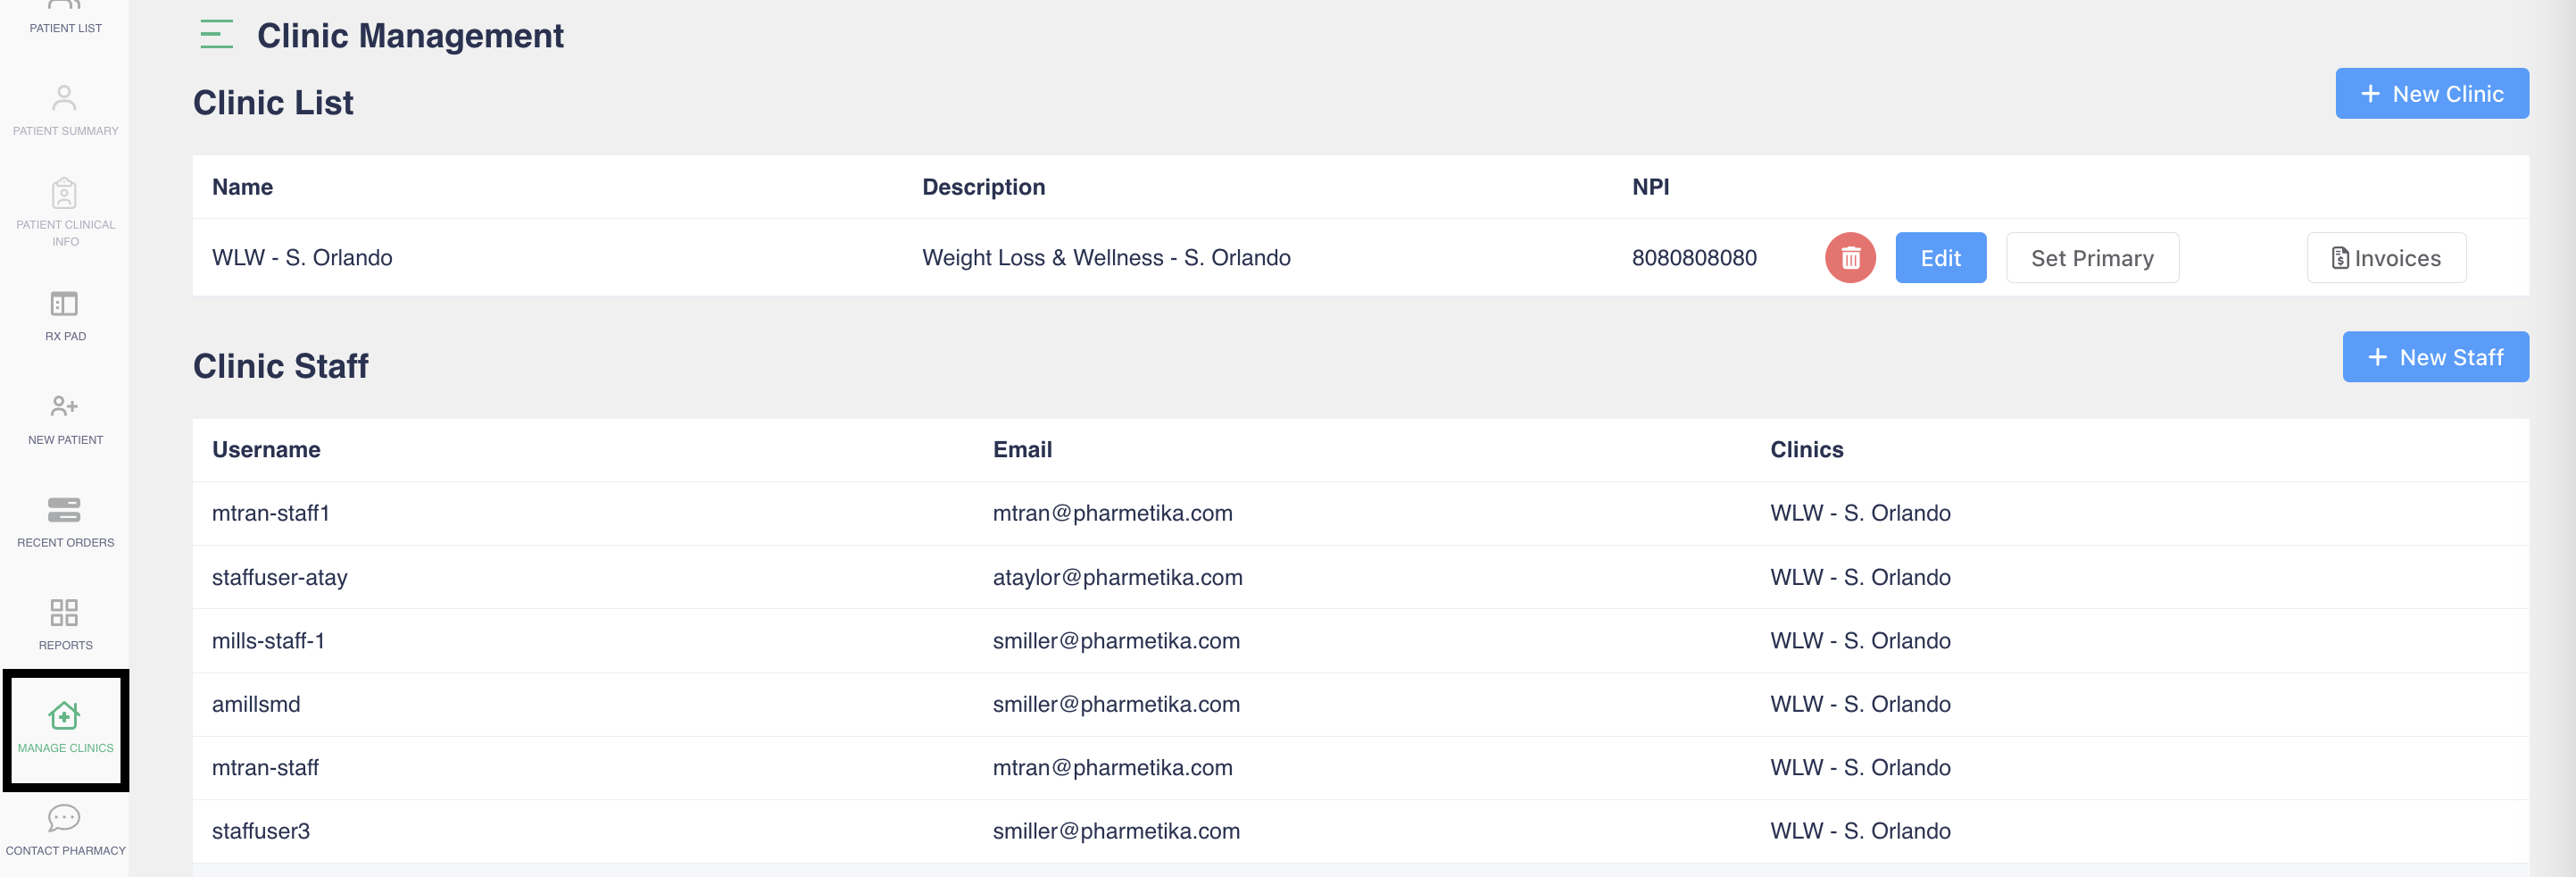 PATIENT LIST
PATIENT SUMMARY
PATIENT CLINICAL
INFO
RX PAD
NEW PATIENT
RECENT ORDERS
REPORTS
MANAGE CLINICS
CONTACT PHARMACY
Clinic Management
Clinic List
+ New Clinic
Name Description NPI
WLW - S. Orlando Weight Loss & Wellness - S. Orlando 8080808080 Edit Set Primary Invoices
Clinic Staff
+ New Staff
Username Email Clinics
mtran-staff1 mtran@pharmetika.com WLW - S. Orlando
staffuser-atay ataylor@pharmetika.com WLW - S. Orlando
mills-staff-1 smiller@pharmetika.com WLW - S. Orlando
amillsmd smiller@pharmetika.com WLW - S. Orlando
mtran-staff mtran@pharmetika.com WLW - S. Orlando
staffuser3 smiller@pharmetika.com WLW - S. Orlando